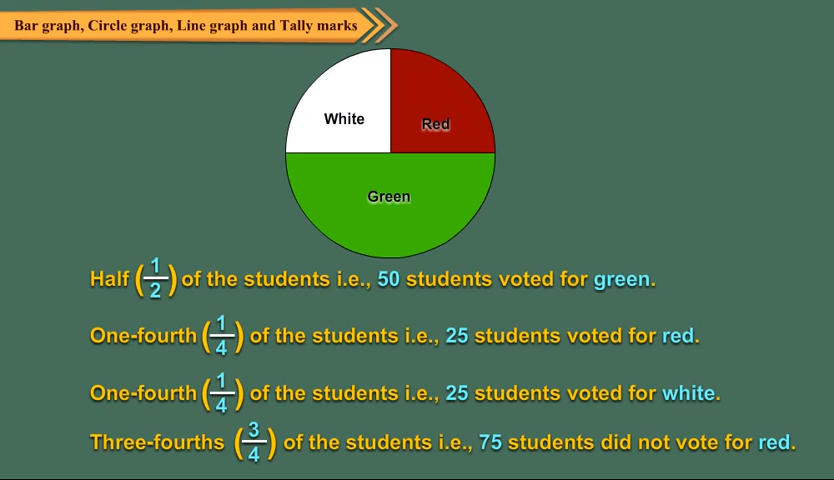 Bar graph, Circle graph, Line graph and Tally marks
White
Red
Green
Half (1/2) of the students i.e., 50 students voted for green.
One-fourth (1/4) of the students i.e., 25 students voted for red.
One-fourth (1/4) of the students i.e., 25 students voted for white.
Three-fourths (3/4) of the students i.e., 75 students did not vote for red.